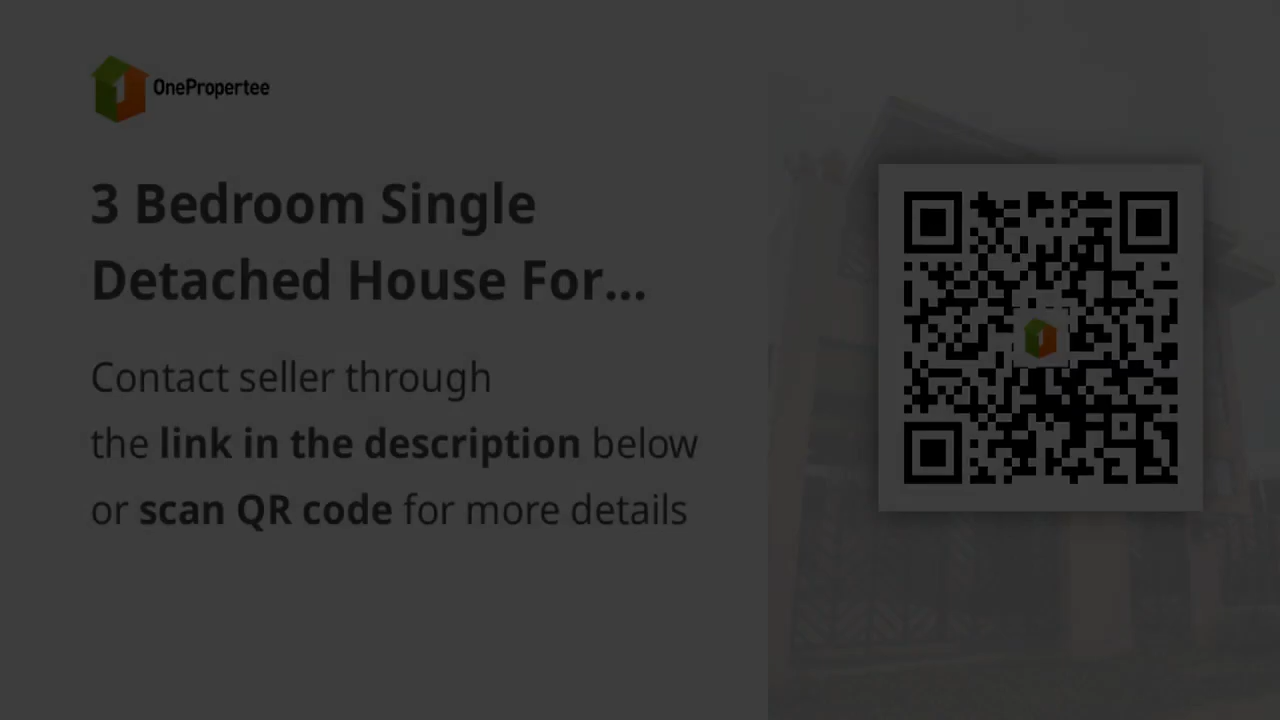 OnePropertee
3 Bedroom Single
Detached House For...
Contact seller through
the link in the description below
or scan QR code for more details